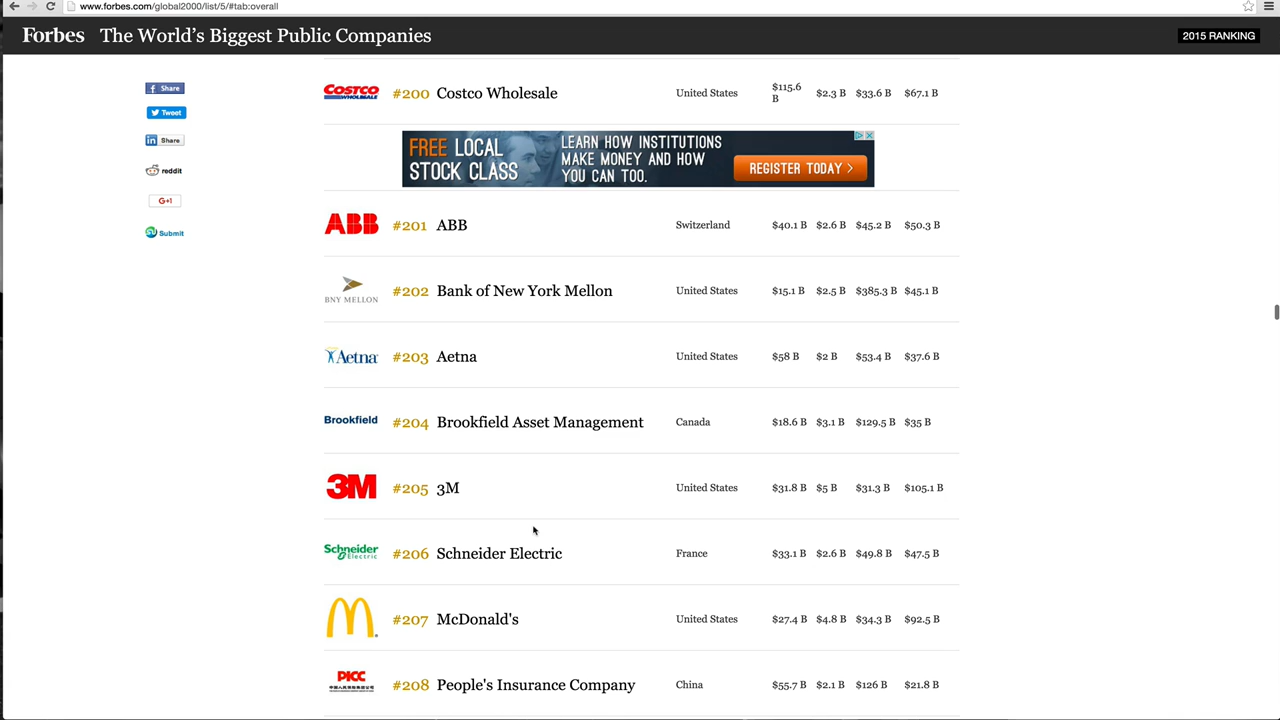 www.forbes.com/global2000/list/5/#tab:overall
Forbes The World's Biggest Public Companies 2015 RANKING
Share
Tweet
Share
reddit
G+1
Submit
COSTCO WHOLESALE #200 Costco Wholesale United States $115.6 B $2.3 B $33.6 B $67.1 B
FREE LOCAL STOCK CLASS
LEARN HOW INSTITUTIONS
MAKE MONEY AND HOW
YOU CAN TOO.
REGISTER TODAY >
ABB #201 ABB Switzerland $40.1 B $2.6 B $45.2 B $50.3 B
BNY MELLON #202 Bank of New York Mellon United States $15.1 B $2.5 B $385.3 B $45.1 B
Aetna #203 Aetna United States $58 B $2 B $53.4 B $37.6 B
Brookfield #204 Brookfield Asset Management Canada $18.6 B $3.1 B $129.5 B $35 B
3M #205 3M United States $31.8 B $5 B $31.3 B $105.1 B
Schneider Electric #206 Schneider Electric France $33.1 B $2.6 B $49.8 B $47.5 B
#207 McDonald's United States $27.4 B $4.8 B $34.3 B $92.5 B
PICC #208 People's Insurance Company China $55.7 B $2.1 B $126 B $21.8 B